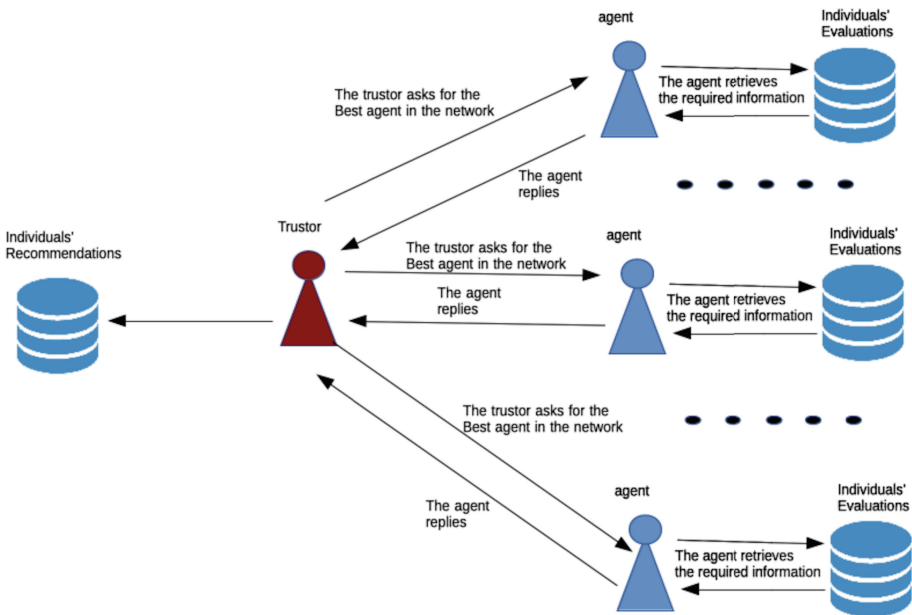 agent
Individuals'
Evaluations
The agent retrieves
the required information
The trustor asks for the
Best agent in the network
The agent
replies
Trustor
Individuals'
Recommendations
agent
Individuals'
Evaluations
The trustor asks for the
Best agent in the network
The agent retrieves
the required information
The agent
replies
The trustor asks for the
Best agent in the network
agent
Individuals'
Evaluations
The agent
replies
The agent retrieves
the required information